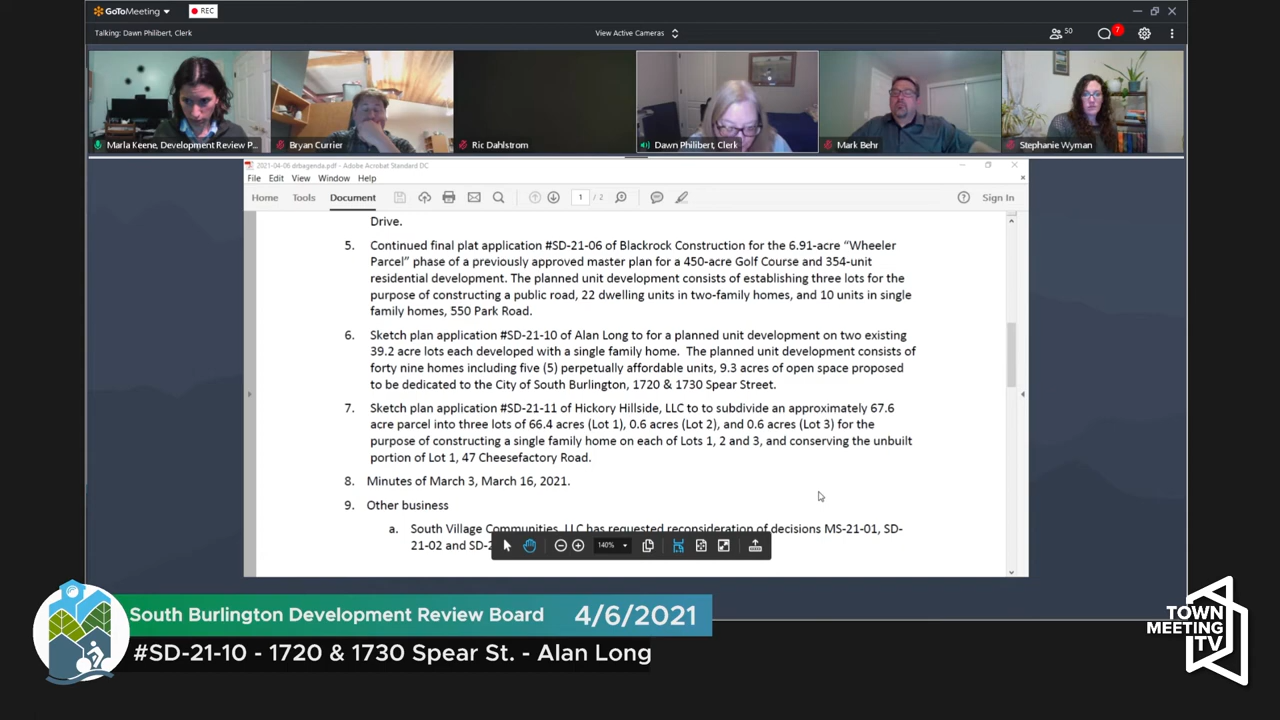 GoToMeeting
REC
Talking: Dawn Philibert, Clerk
View Active Cameras
50
7
Marla Keene, Development Review P...
Bryan Currier
Ric Dahlstrom
Dawn Philibert, Clerk
Mark Behr
Stephanie Wyman
2021-04-06 drbagenda.pdf - Adobe Acrobat Standard DC
File Edit View Window Help
Home Tools Document
1 / 2
Sign In
Drive.
5. Continued final plat application #SD-21-06 of Blackrock Construction for the 6.91-acre “Wheeler
Parcel” phase of a previously approved master plan for a 450-acre Golf Course and 354-unit
residential development. The planned unit development consists of establishing three lots for the
purpose of constructing a public road, 22 dwelling units in two-family homes, and 10 units in single
family homes, 550 Park Road.
6. Sketch plan application #SD-21-10 of Alan Long to for a planned unit development on two existing
39.2 acre lots each developed with a single family home. The planned unit development consists of
forty nine homes including five (5) perpetually affordable units, 9.3 acres of open space proposed
to be dedicated to the City of South Burlington, 1720 & 1730 Spear Street.
7. Sketch plan application #SD-21-11 of Hickory Hillside, LLC to to subdivide an approximately 67.6
acre parcel into three lots of 66.4 acres (Lot 1), 0.6 acres (Lot 2), and 0.6 acres (Lot 3) for the
purpose of constructing a single family home on each of Lots 1, 2 and 3, and conserving the unbuilt
portion of Lot 1, 47 Cheesefactory Road.
8. Minutes of March 3, March 16, 2021.
9. Other business
a. South Village Communities, LLC has requested reconsideration of decisions MS-21-01, SD-
21-02 and SD-2
140%
South Burlington Development Review Board 4/6/2021
#SD-21-10 - 1720 & 1730 Spear St. - Alan Long
TOWN
MEETING
TV